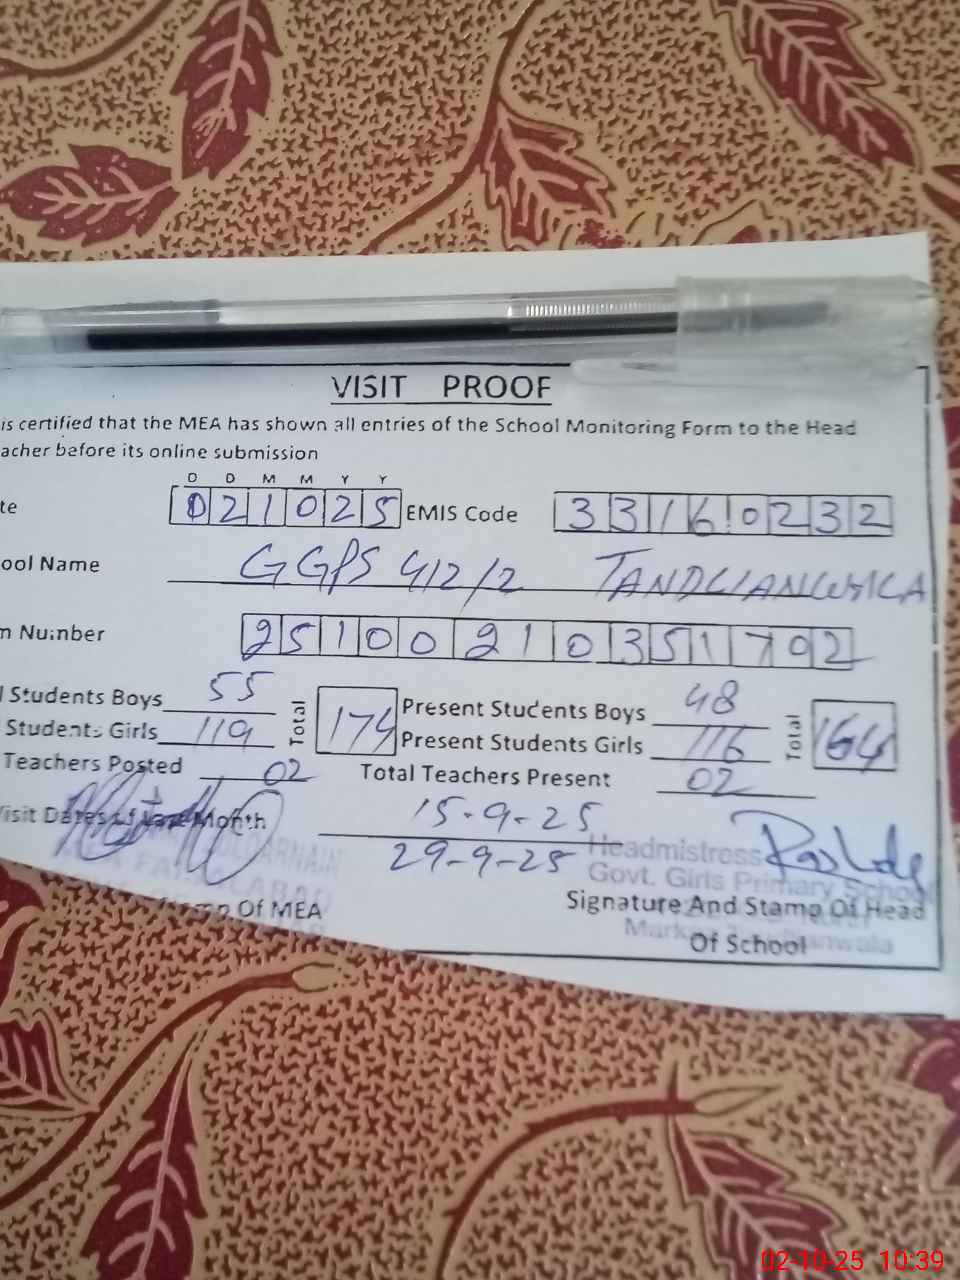 VISIT PROOF
is certified that the MEA has shown all entries of the School Monitoring Form to the Head
acher before its online submission
D D M M Y Y
te 021025 EMIS Code 33160232
ool Name GGPS 412/2 TANDLIANWALA
m Number 25100210351792
l Students Boys 55 Total 174 Present Students Boys 48 Total 164
Students Girls 119 Present Students Girls 116
Teachers Posted 02 Total Teachers Present 02
Visit Dates of Month 15-9-25
29-9-25
Headmistress
Govt. Girls Primary School
p Of MEA Signature And Stamp Of Head
Of School
02-10-25 10:39